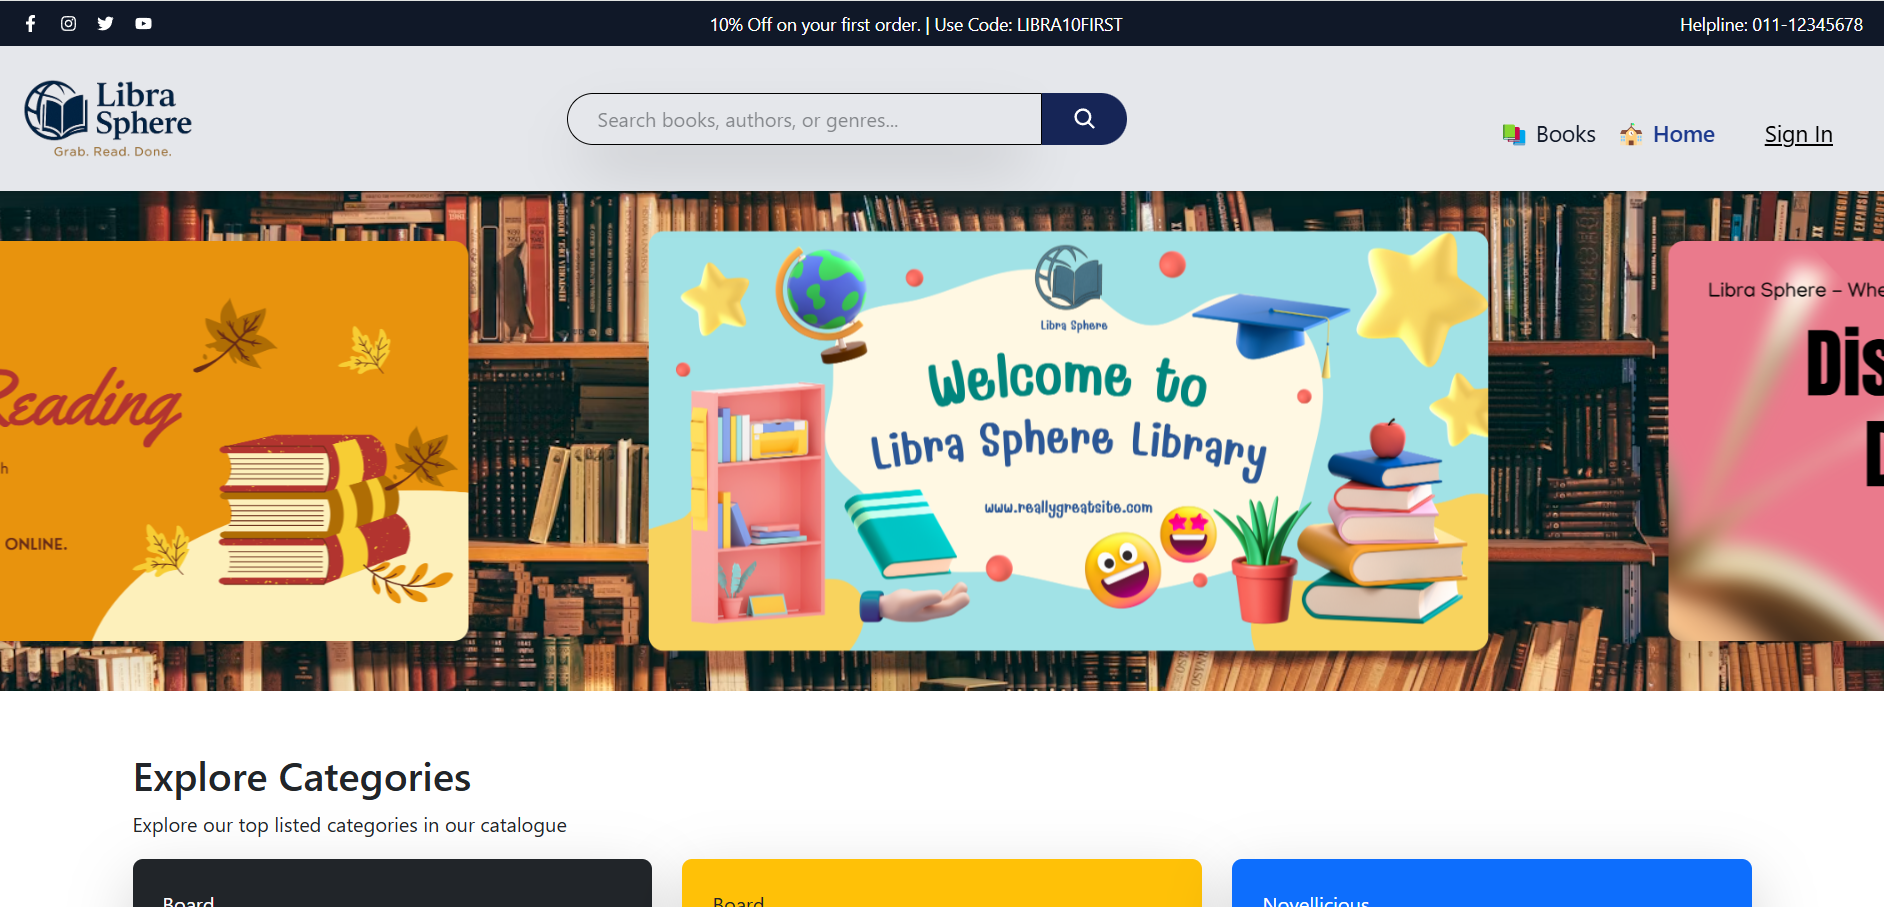 10% Off on your first order. | Use Code: LIBRA10FIRST
Helpline: 011-12345678
Libra
Sphere
Grab. Read. Done.
Search books, authors, or genres...
Books
Home
Sign In
Reading
h
ONLINE.
Libra Sphere
Welcome to
Libra Sphere Library
www.reallygreatsite.com
Libra Sphere – Whe
Dis
D
Explore Categories
Explore our top listed categories in our catalogue
Board
Board
Novellicious